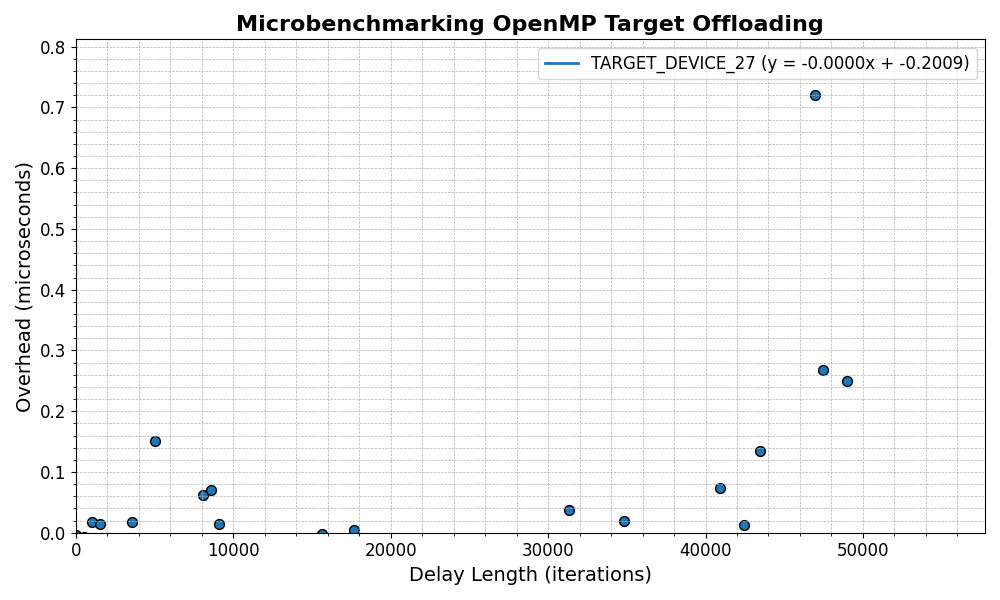 Microbenchmarking OpenMP Target Offloading
TARGET_DEVICE_27 (y = -0.0000x + -0.2009)
Overhead (microseconds)
0.8
0.7
0.6
0.5
0.4
0.3
0.2
0.1
0.0
0 10000 20000 30000 40000 50000
Delay Length (iterations)